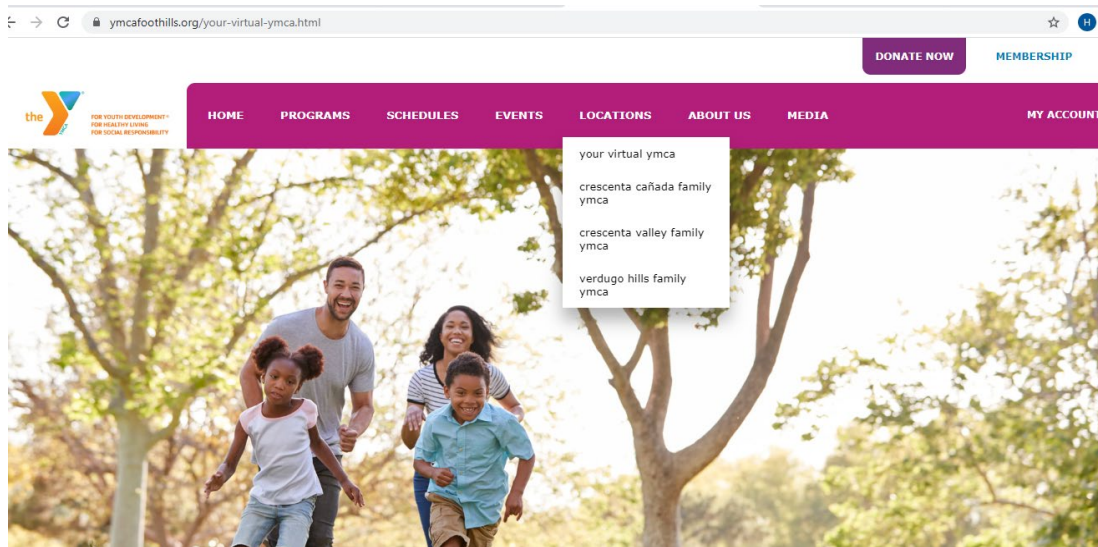 ymcafoothills.org/your-virtual-ymca.html
H
DONATE NOW MEMBERSHIP
the YMCA
FOR YOUTH DEVELOPMENT®
FOR HEALTHY LIVING
FOR SOCIAL RESPONSIBILITY
HOME PROGRAMS SCHEDULES EVENTS LOCATIONS ABOUT US MEDIA MY ACCOUNT
your virtual ymca
crescenta cañada family
ymca
crescenta valley family
ymca
verdugo hills family
ymca